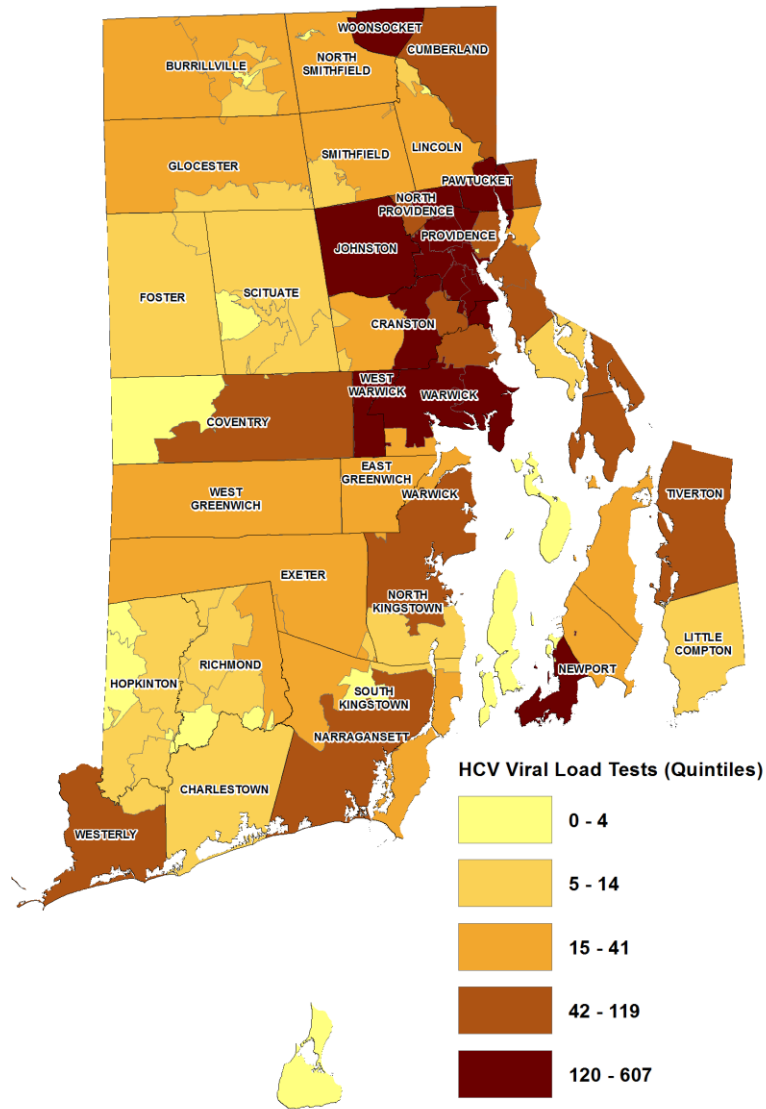 WOONSOCKET
CUMBERLAND
BURRILLVILLE
NORTH
SMITHFIELD
LINCOLN
SMITHFIELD
GLOCESTER
PAWTUCKET
NORTH
PROVIDENCE
PROVIDENCE
JOHNSTON
SCITUATE
FOSTER
CRANSTON
WEST
WARWICK
WARWICK
COVENTRY
EAST
GREENWICH
WEST
GREENWICH
WARWICK
TIVERTON
EXETER
NORTH
KINGSTOWN
LITTLE
COMPTON
RICHMOND
NEWPORT
HOPKINTON
SOUTH
KINGSTOWN
NARRAGANSETT
CHARLESTOWN
WESTERLY
HCV Viral Load Tests (Quintiles)
0 - 4
5 - 14
15 - 41
42 - 119
120 - 607